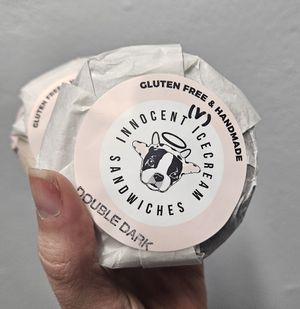 GLUTEN FREE & HANDMADE
(V)
INNOCENT ICECREAM
SANDWICHES
DOUBLE DARK